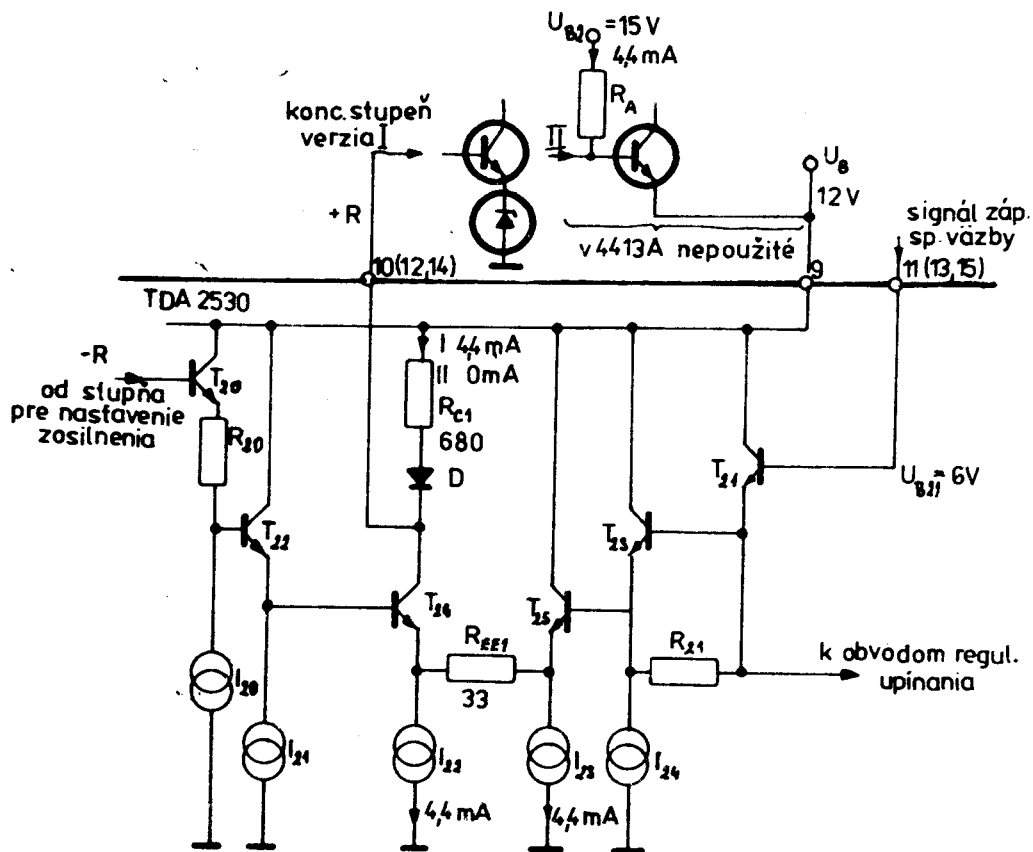 U_B2 = 15 V
4,4 mA
R_A
konc. stupeň
verzia I
II
+R
U_B
12 V
signál záp.
sp. väzby
v 4413A nepoužité
10 (12,14)
9
11 (13,15)
TDA 2530
-R
T_20
od stupňa
pre nastavenie
zosilnenia
I 4,4 mA
II 0 mA
R_C1
680
D
R_20
T_21
U_B21 = 6V
T_22
T_23
T_24
T_25
R_EE1
33
R_21
k obvodom regul.
upínania
I_20
I_21
I_22
I_23
I_24
4,4 mA
4,4 mA